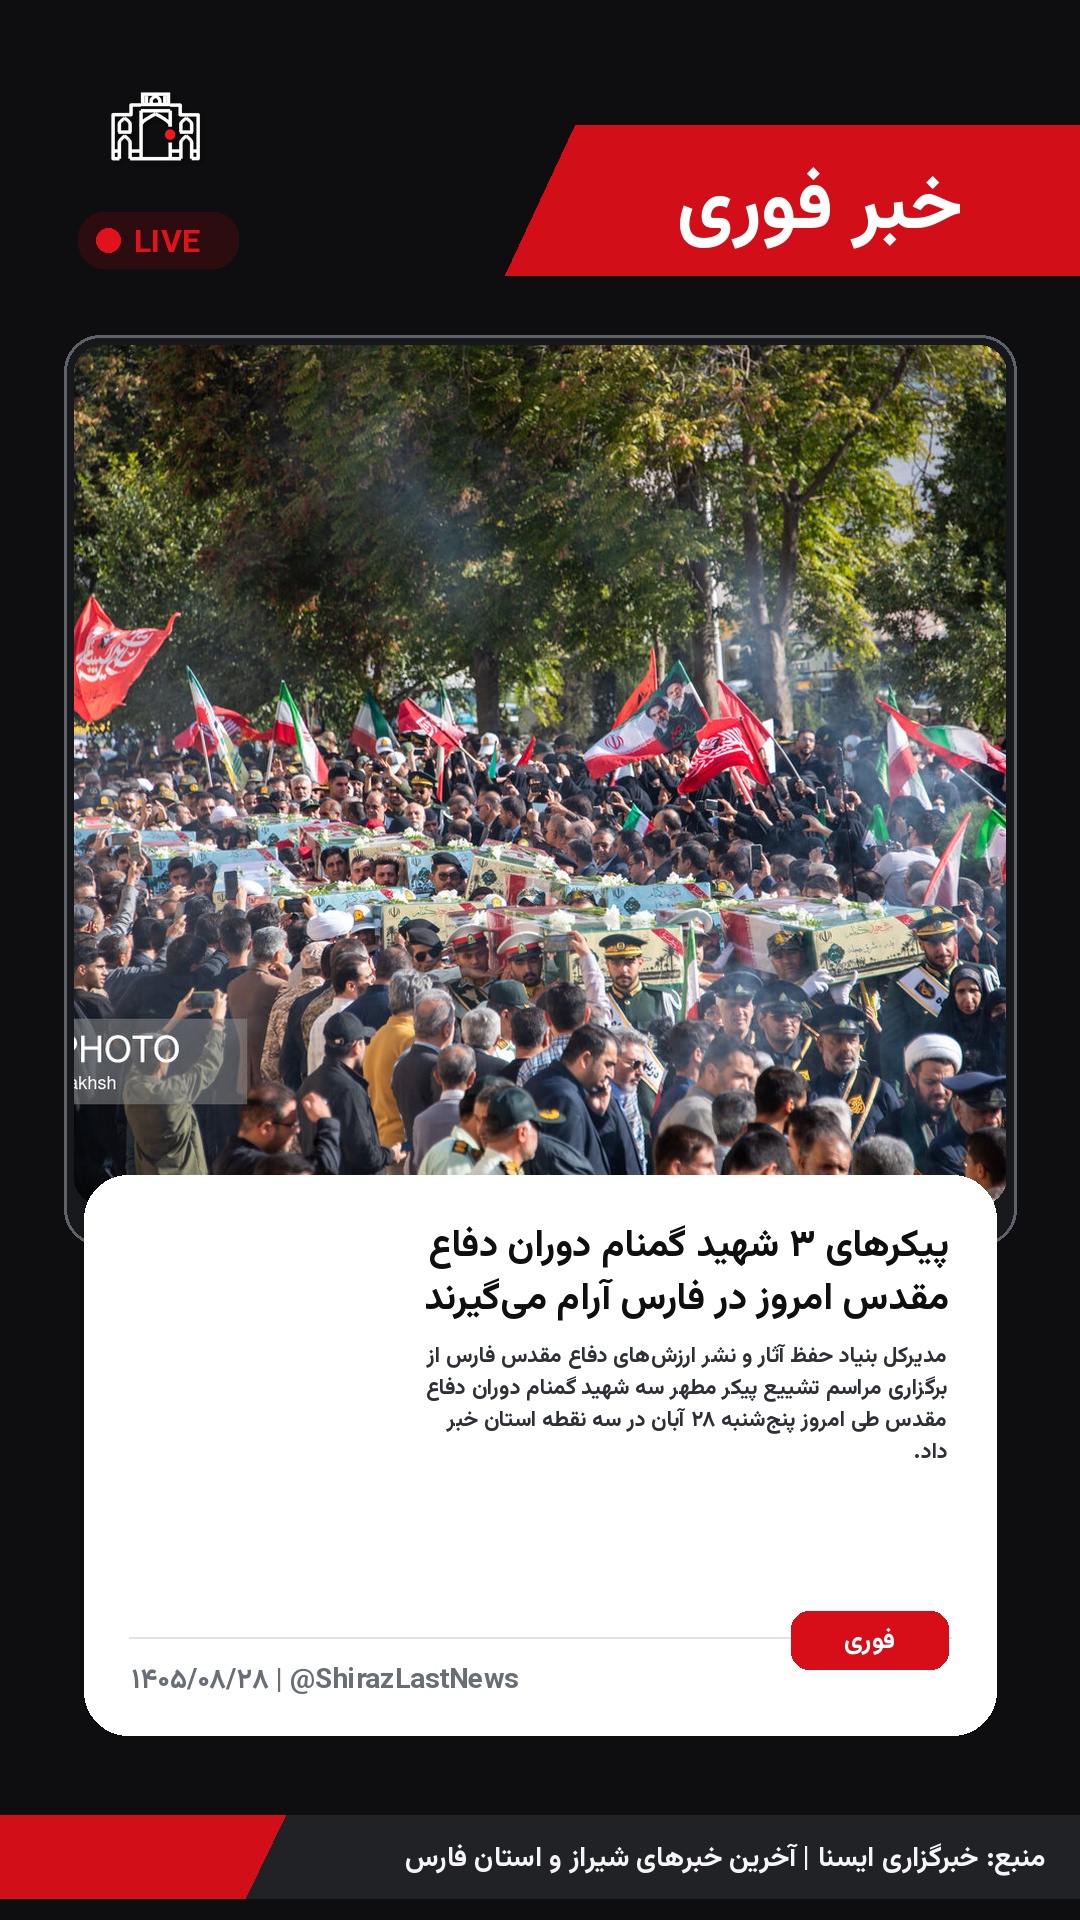 خبر فوری
LIVE
PHOTO
akhsh
پیکرهای ۳ شهید گمنام دوران دفاع
مقدس امروز در فارس آرام می‌گیرند
مدیرکل بنیاد حفظ آثار و نشر ارزش‌های دفاع مقدس فارس از
برگزاری مراسم تشییع پیکر مطهر سه شهید گمنام دوران دفاع
مقدس طی امروز پنج‌شنبه ۲۸ آبان در سه نقطه استان خبر
داد.
فوری
۱۴۰۵/۰۸/۲۸ | @ShirazLastNews
منبع: خبرگزاری ایسنا | آخرین خبرهای شیراز و استان فارس